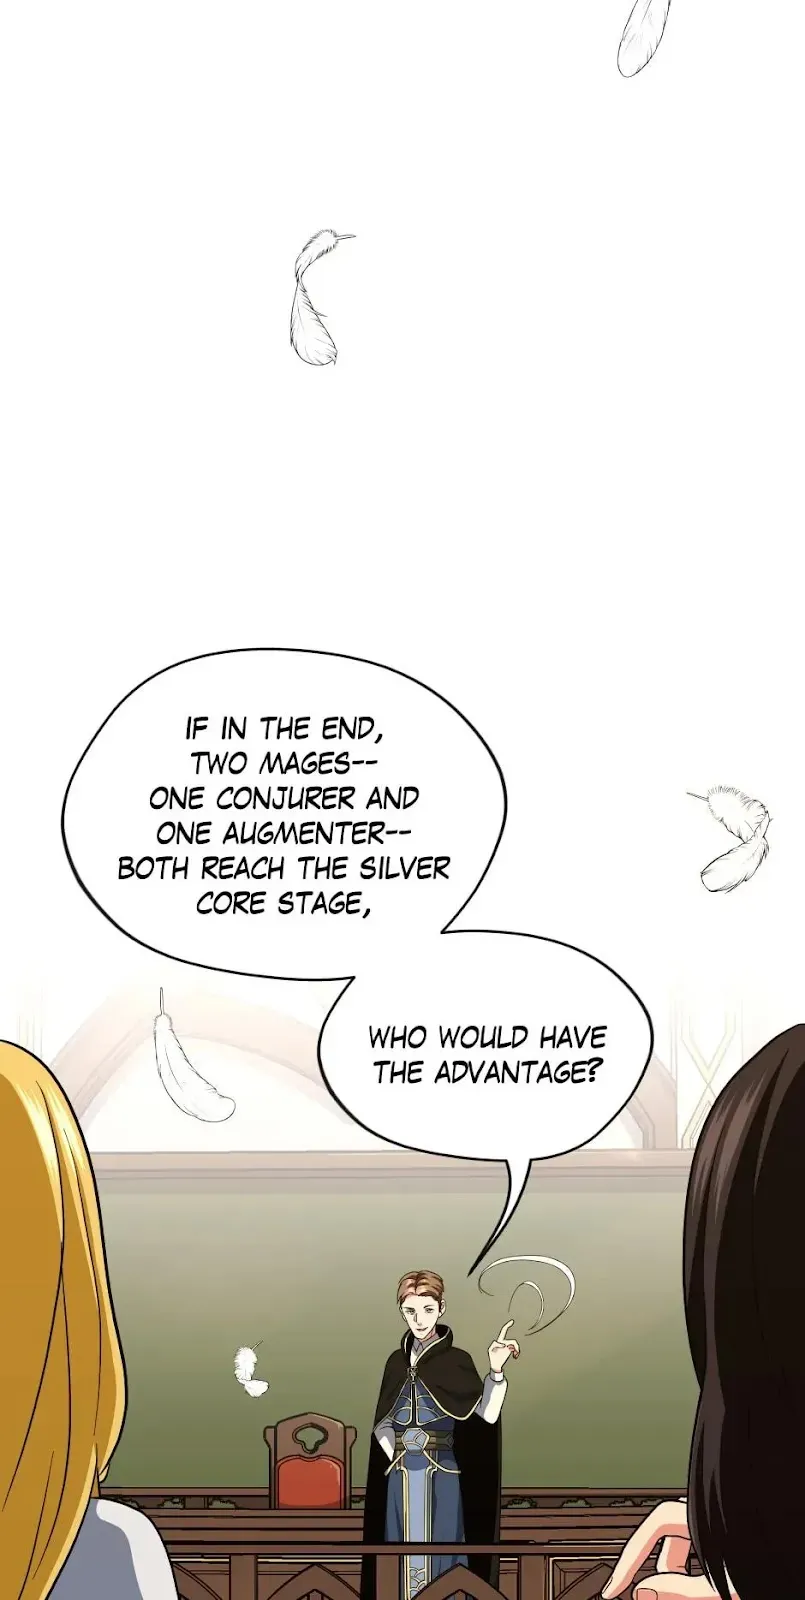 IF IN THE END,
TWO MAGES--
ONE CONJURER AND
ONE AUGMENTER--
BOTH REACH THE SILVER
CORE STAGE,
WHO WOULD HAVE
THE ADVANTAGE?